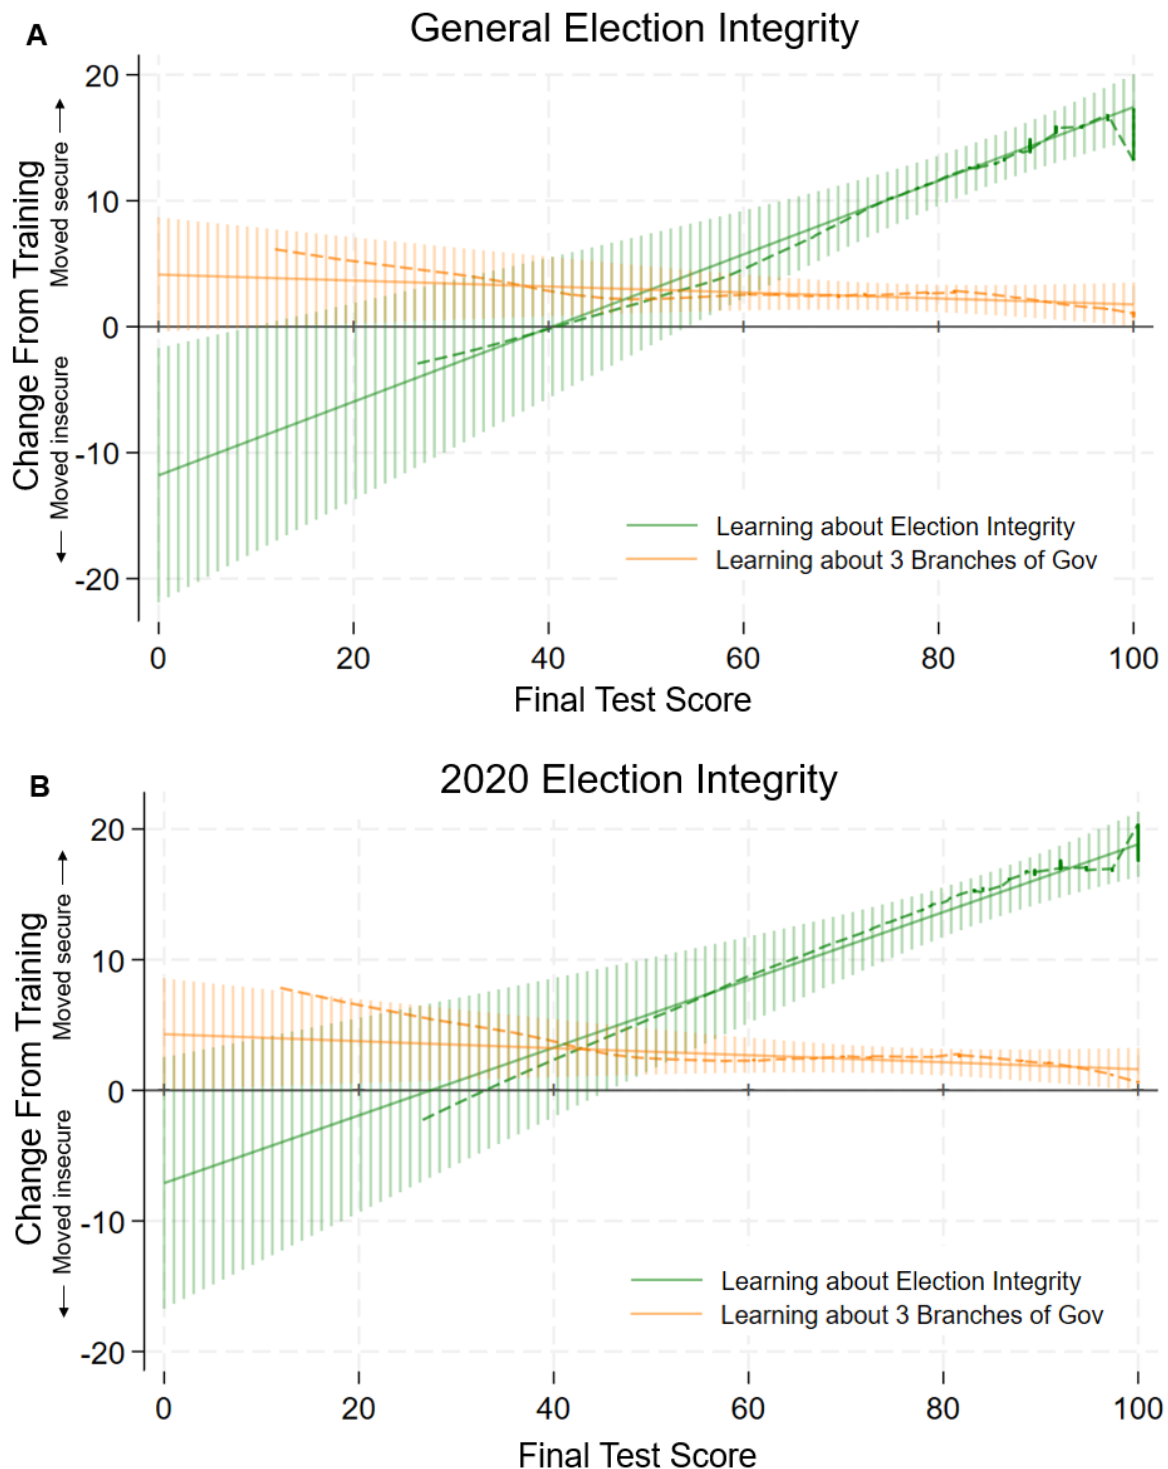 A
General Election Integrity
Change From Training
← Moved insecure
Moved secure →
20
10
0
-10
-20
Learning about Election Integrity
Learning about 3 Branches of Gov
0 20 40 60 80 100
Final Test Score
B
2020 Election Integrity
Change From Training
← Moved insecure
Moved secure →
20
10
0
-10
-20
Learning about Election Integrity
Learning about 3 Branches of Gov
0 20 40 60 80 100
Final Test Score